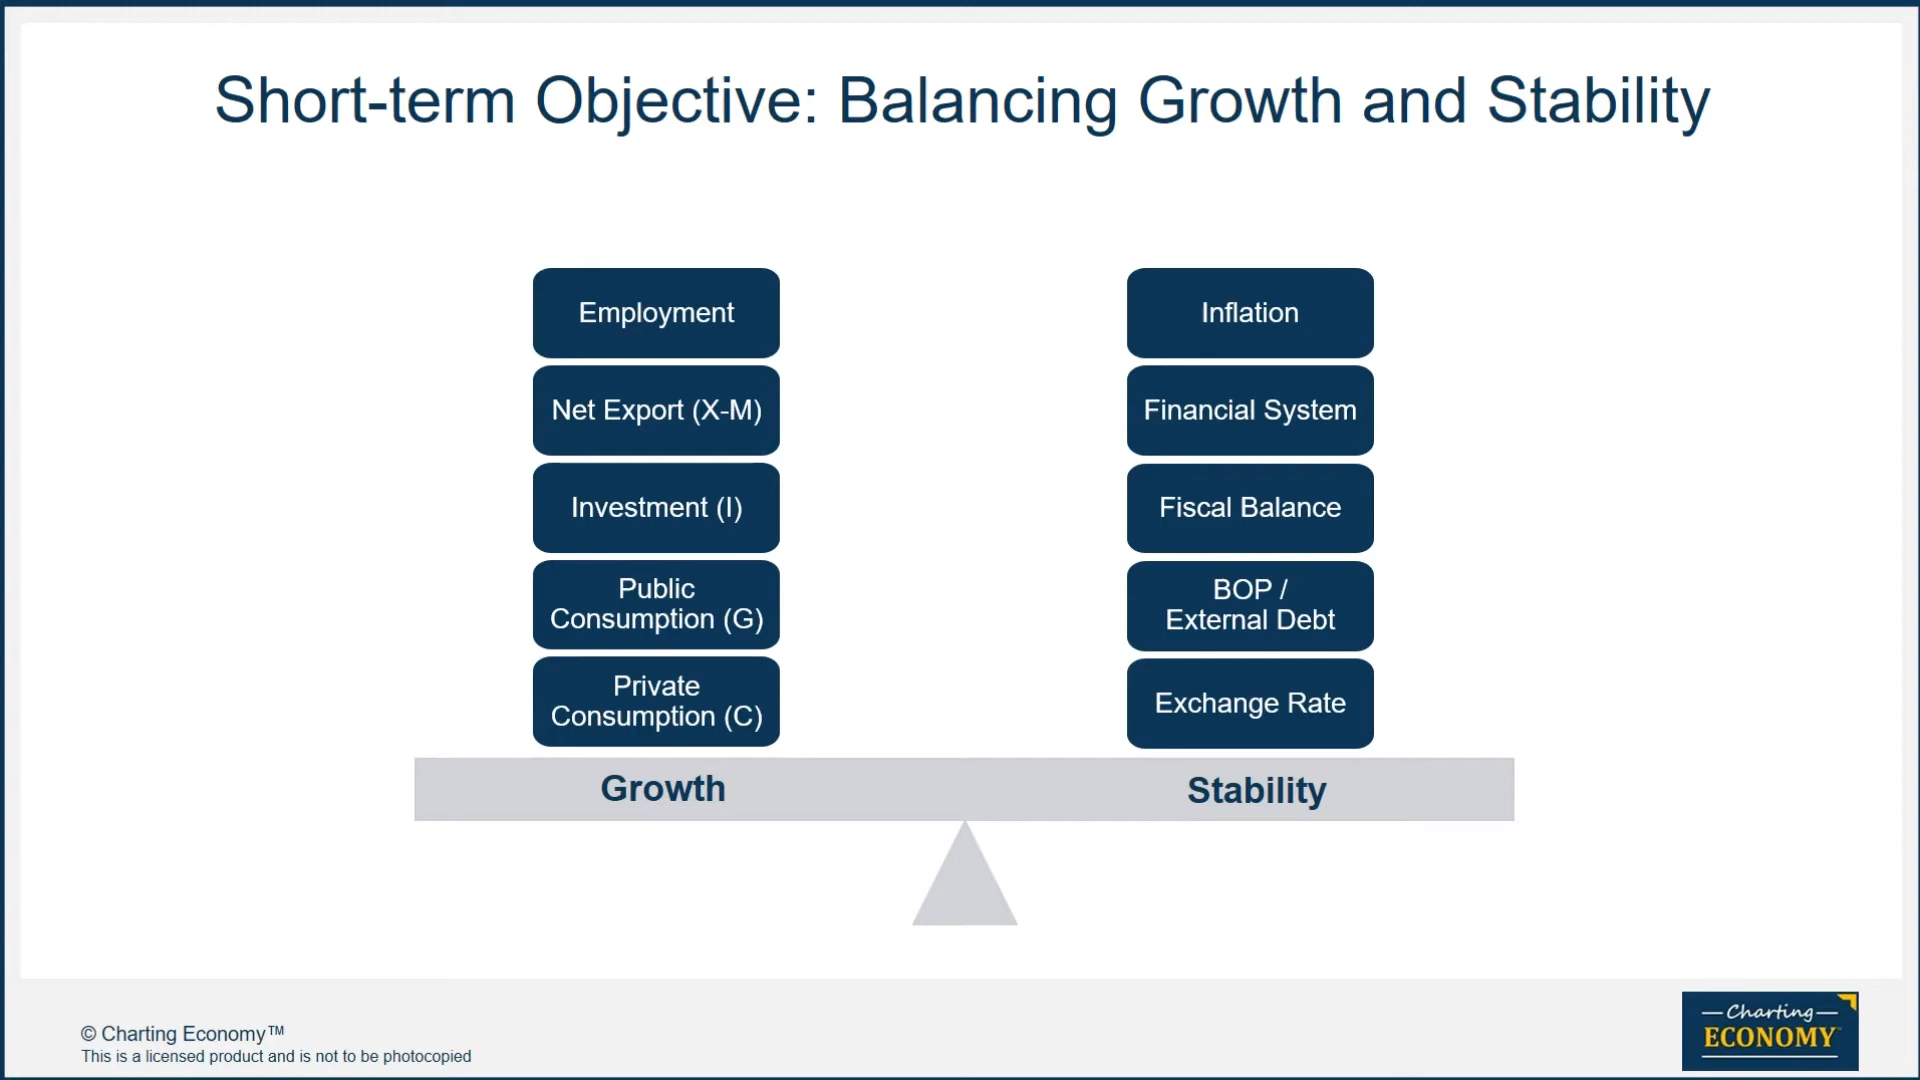 Short-term Objective: Balancing Growth and Stability
Employment
Net Export (X-M)
Investment (I)
Public
Consumption (G)
Private
Consumption (C)
Growth
Inflation
Financial System
Fiscal Balance
BOP /
External Debt
Exchange Rate
Stability
© Charting Economy™
This is a licensed product and is not to be photocopied
Charting
ECONOMY